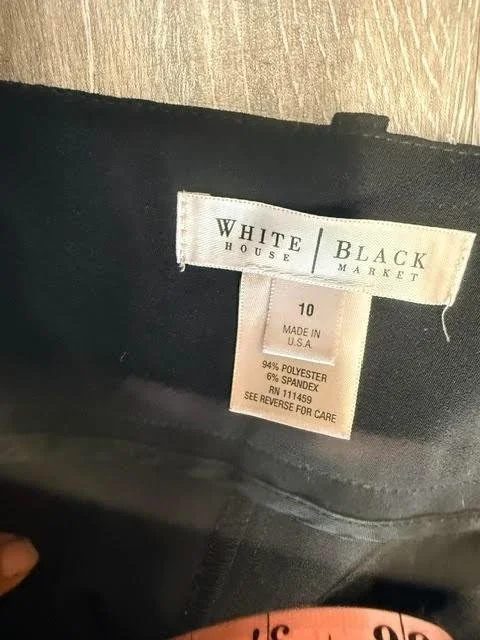 WHITE | BLACK
HOUSE MARKET
10
MADE IN
U.S.A
94% POLYESTER
6% SPANDEX
RN 111459
SEE REVERSE FOR CARE